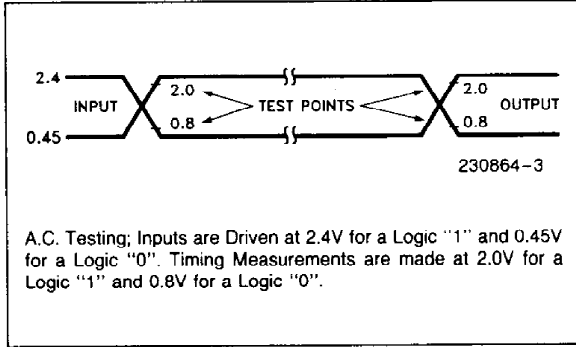 2.4
2.0
2.0
INPUT
TEST POINTS
OUTPUT
0.8
0.8
0.45
230864-3
A.C. Testing; Inputs are Driven at 2.4V for a Logic "1" and 0.45V
for a Logic "0". Timing Measurements are made at 2.0V for a
Logic "1" and 0.8V for a Logic "0".